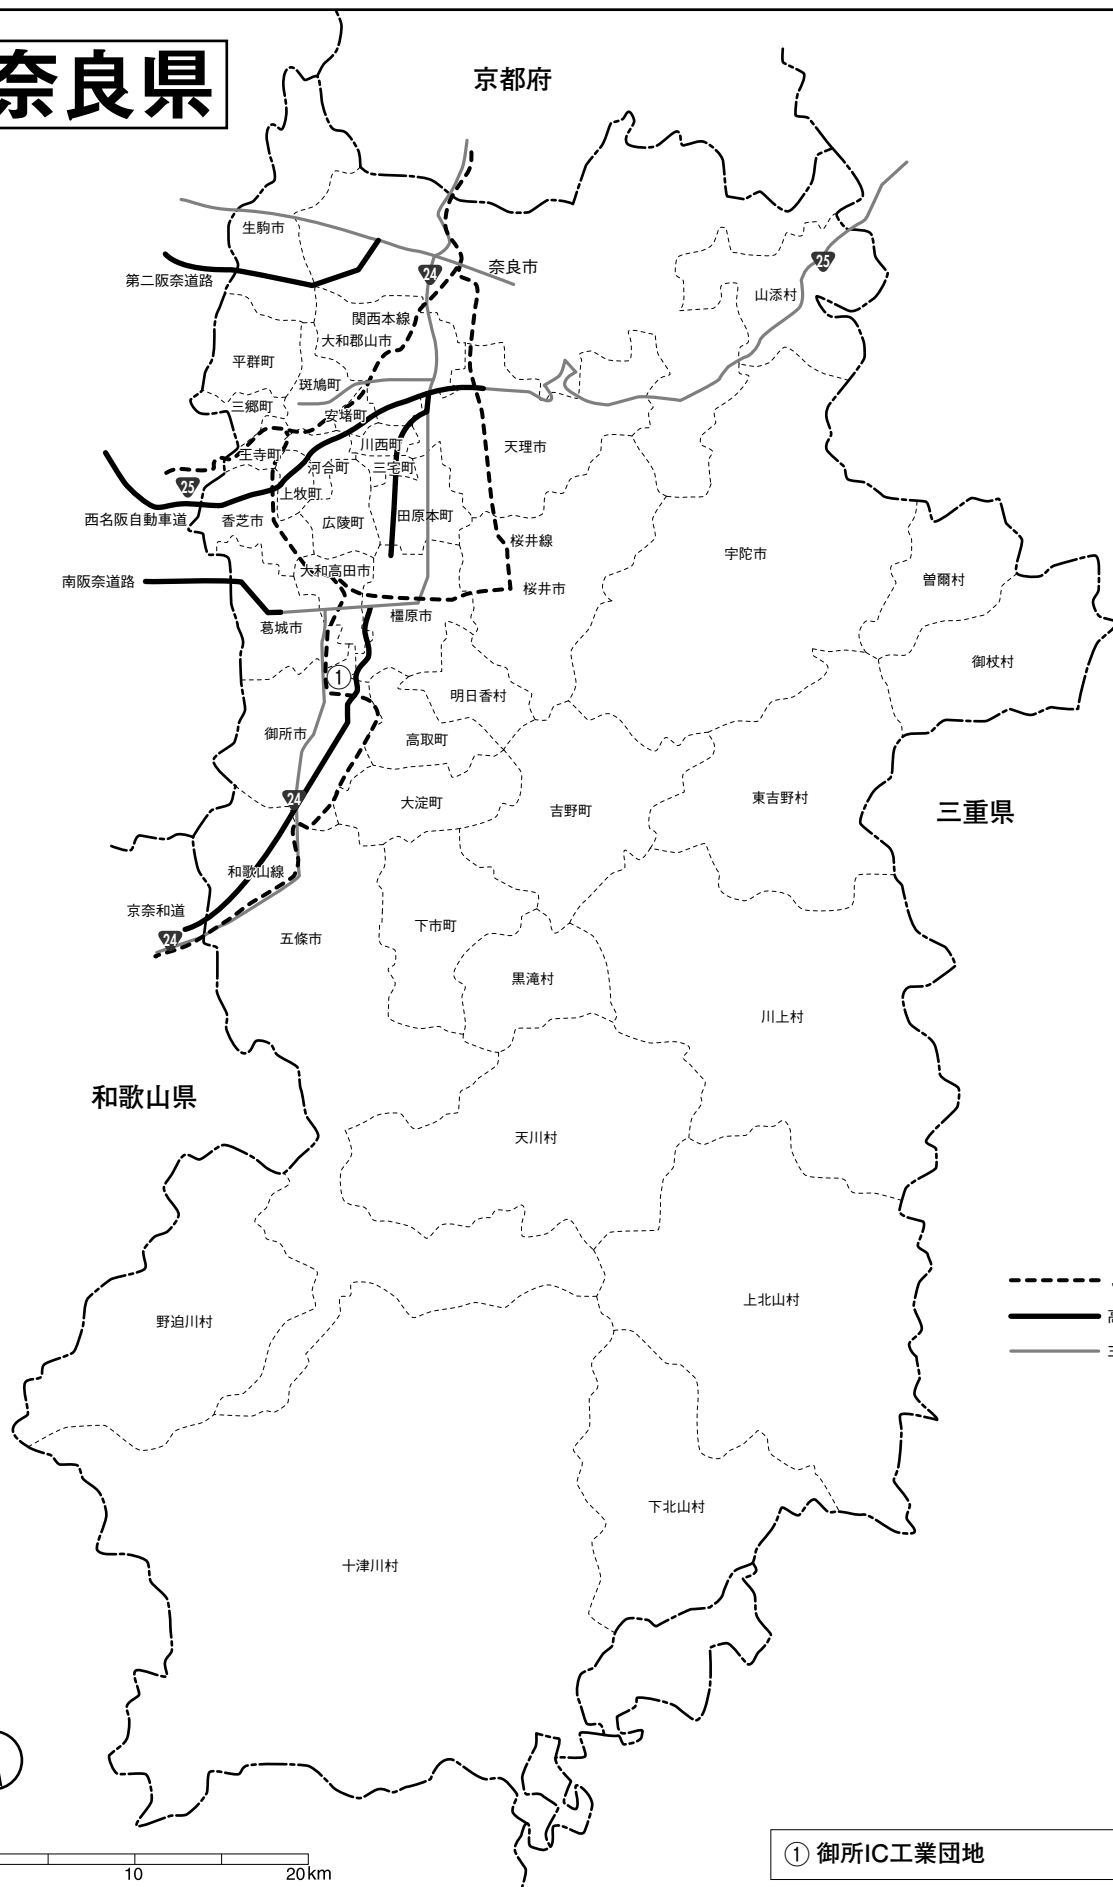 奈良県
京都府
生駒市
第二阪奈道路
24
奈良市
25
山添村
関西本線
大和郡山市
平群町
斑鳩町
三郷町
安堵町
川西町
天理市
王寺町
河合町
三宅町
25
上牧町
西名阪自動車道
香芝市
広陵町
田原本町
桜井線
宇陀市
大和高田市
南阪奈道路
桜井市
曽爾村
葛城市
橿原市
御杖村
①
明日香村
御所市
高取町
24
大淀町
吉野町
東吉野村
三重県
和歌山線
京奈和道
24
五條市
下市町
黒滝村
川上村
和歌山県
天川村
野迫川村
上北山村
高
下北山村
十津川村
① 御所IC工業団地
10
20km